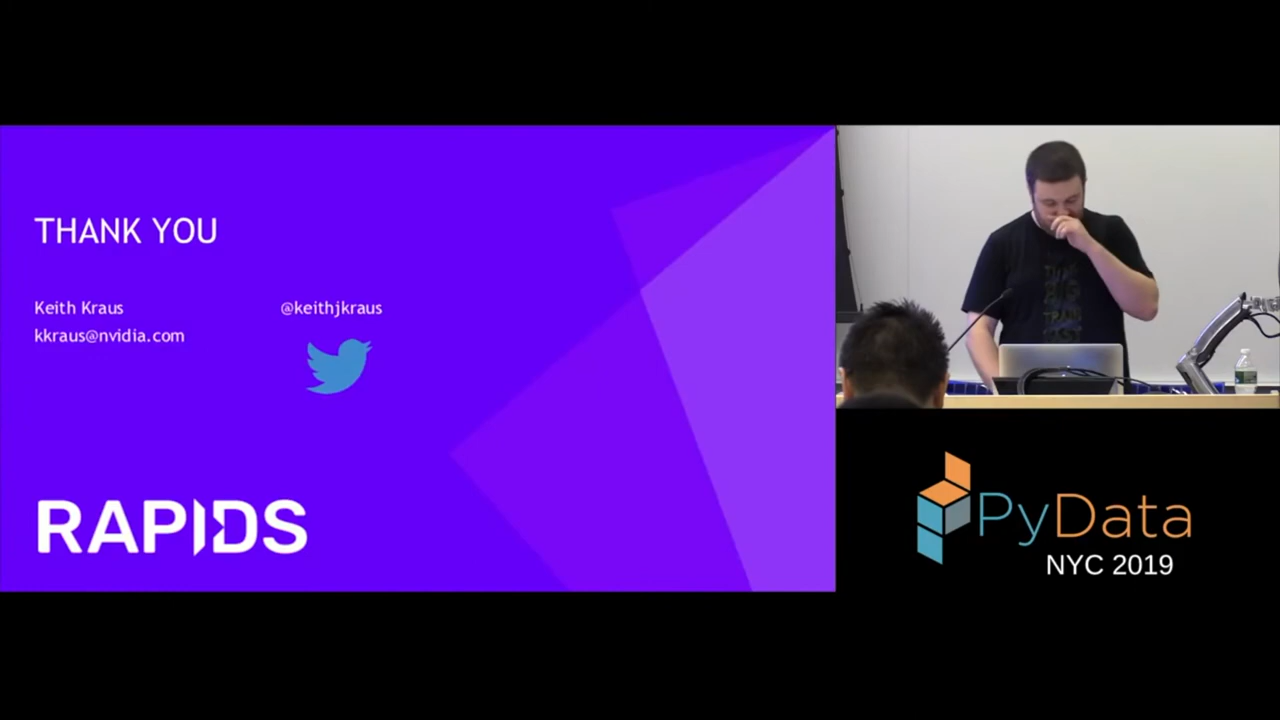 THANK YOU
Keith Kraus
@keithjkraus
kkraus@nvidia.com
RAPIDS
PyData
NYC 2019